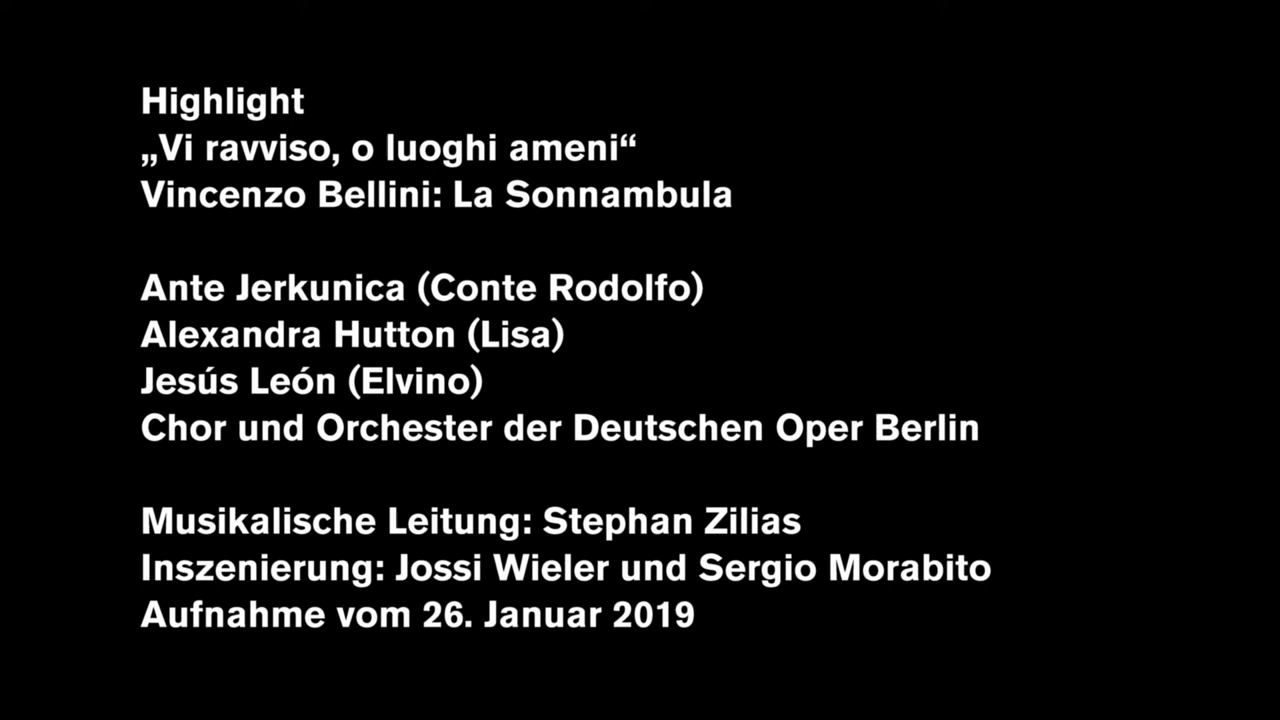 Highlight
„Vi ravviso, o luoghi ameni“
Vincenzo Bellini: La Sonnambula
Ante Jerkunica (Conte Rodolfo)
Alexandra Hutton (Lisa)
Jesús León (Elvino)
Chor und Orchester der Deutschen Oper Berlin
Musikalische Leitung: Stephan Zilias
Inszenierung: Jossi Wieler und Sergio Morabito
Aufnahme vom 26. Januar 2019